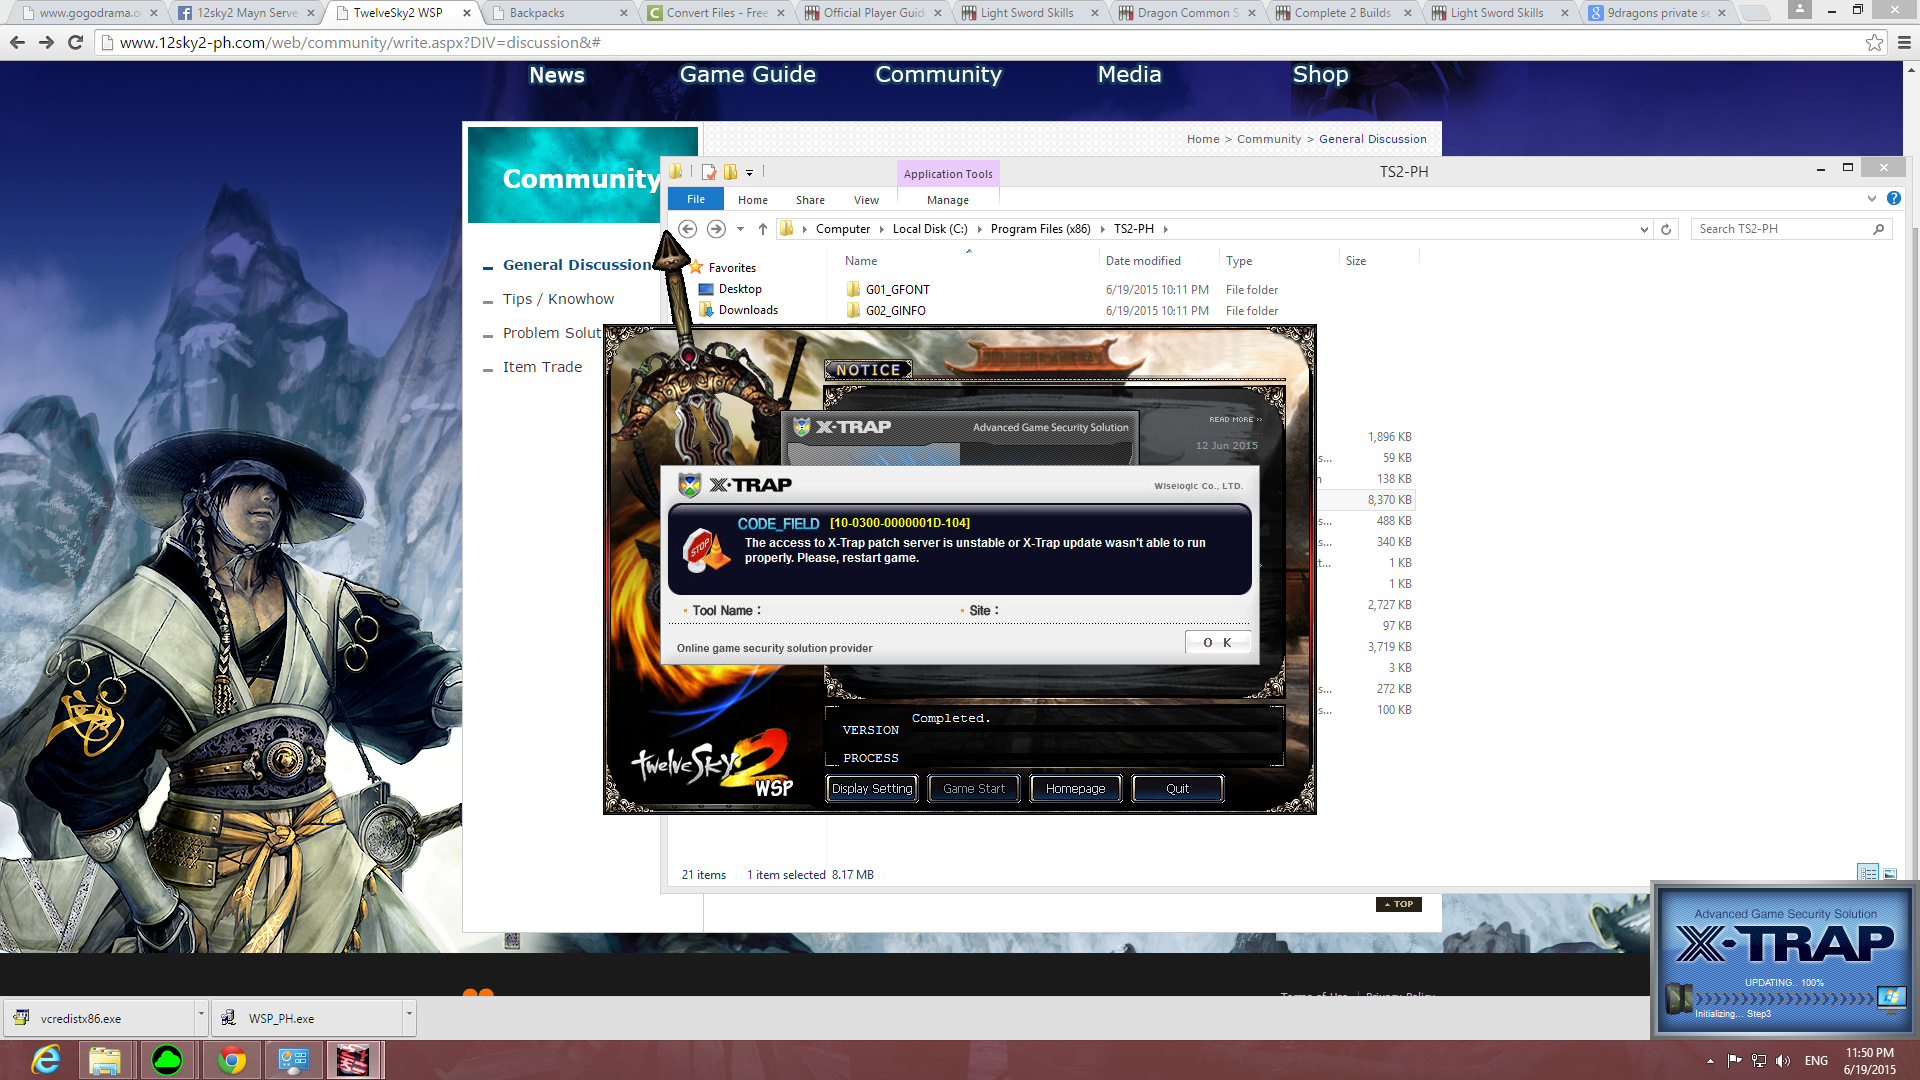 www.gogodrama.o
12sky2 Mayn Serve
TwelveSky2 WSP
Backpacks
Convert Files - Free
Official Player Guid
Light Sword Skills
Dragon Common S
Complete 2 Builds
Light Sword Skills
9dragons private se
www.12sky2-ph.com/web/community/write.aspx?DIV=discussion&#
News
Game Guide
Community
Media
Shop
Home > Community > General Discussion
Community
General Discussion
Tips / Knowhow
Problem Solut
Item Trade
Application Tools
TS2-PH
File
Home
Share
View
Manage
Computer
Local Disk (C:)
Program Files (x86)
TS2-PH
Search TS2-PH
Favorites
Desktop
Downloads
Name
Date modified
Type
Size
G01_GFONT 6/19/2015 10:11 PM File folder
G02_GINFO 6/19/2015 10:11 PM File folder
1,896 KB
s... 59 KB
n 138 KB
8,370 KB
s... 488 KB
s... 340 KB
t... 1 KB
1 KB
2,727 KB
97 KB
3,719 KB
3 KB
s... 272 KB
s... 100 KB
NOTICE
READ MORE >>
12 Jun 2015
X-TRAP
Advanced Game Security Solution
X-TRAP
Wiselogic Co., LTD.
STOP
CODE_FIELD [10-0300-0000001D-104]
The access to X-Trap patch server is unstable or X-Trap update wasn't able to run
properly. Please, restart game.
Tool Name :
Site :
Online game security solution provider
O K
twelveSky2
WSP
Completed.
VERSION
PROCESS
Display Setting
Game Start
Homepage
Quit
21 items
1 item selected 8.17 MB
TOP
Advanced Game Security Solution
X-TRAP
UPDATING.. 100%
Initializing... Step3
Terms of Use | Privacy Policy
vcredistx86.exe
WSP_PH.exe
ENG
11:50 PM
6/19/2015